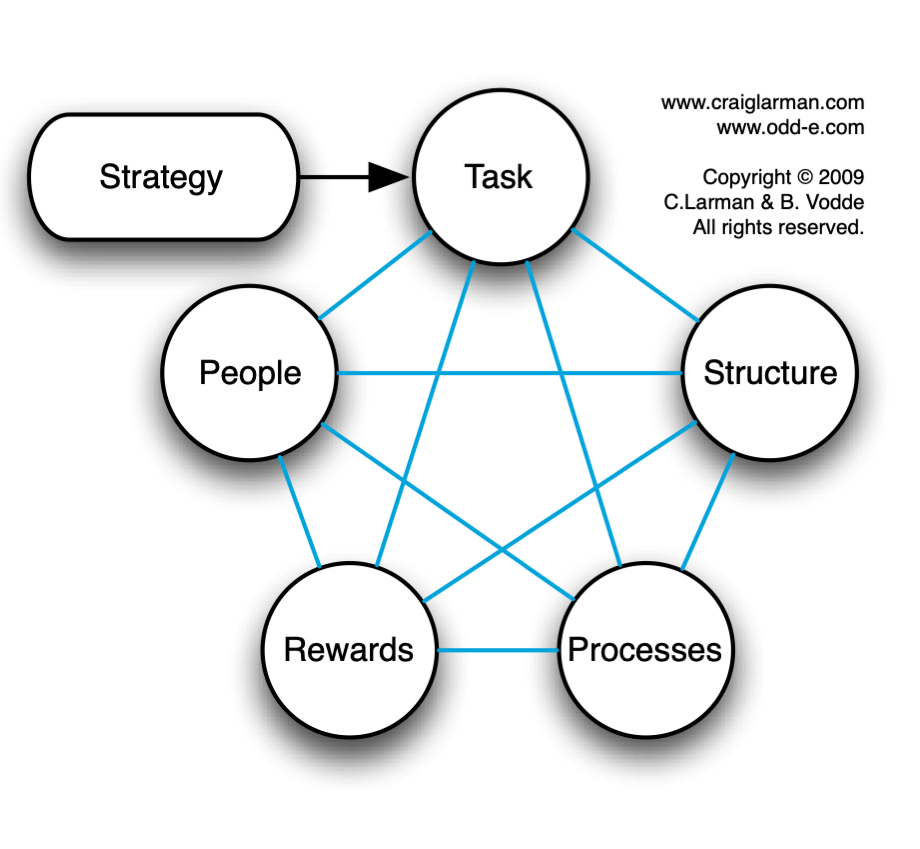 www.craiglarman.com
www.odd-e.com
Copyright © 2009
C.Larman & B. Vodde
All rights reserved.
Strategy
Task
People
Structure
Rewards
Processes